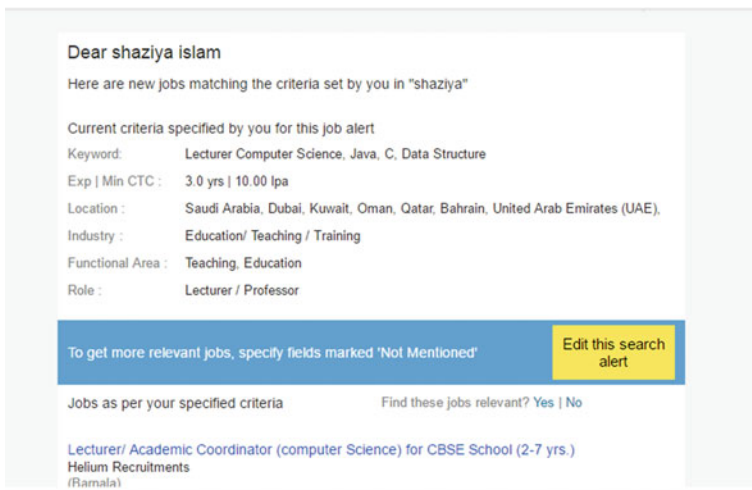 Dear shaziya islam
Here are new jobs matching the criteria set by you in "shaziya"
Current criteria specified by you for this job alert
Keyword: Lecturer Computer Science, Java, C, Data Structure
Exp | Min CTC : 3.0 yrs | 10.00 lpa
Location : Saudi Arabia, Dubai, Kuwait, Oman, Qatar, Bahrain, United Arab Emirates (UAE),
Industry : Education/ Teaching / Training
Functional Area : Teaching, Education
Role : Lecturer / Professor
To get more relevant jobs, specify fields marked 'Not Mentioned'
Edit this search
alert
Jobs as per your specified criteria Find these jobs relevant? Yes | No
Lecturer/ Academic Coordinator (computer Science) for CBSE School (2-7 yrs.)
Helium Recruitments
(Barnala)